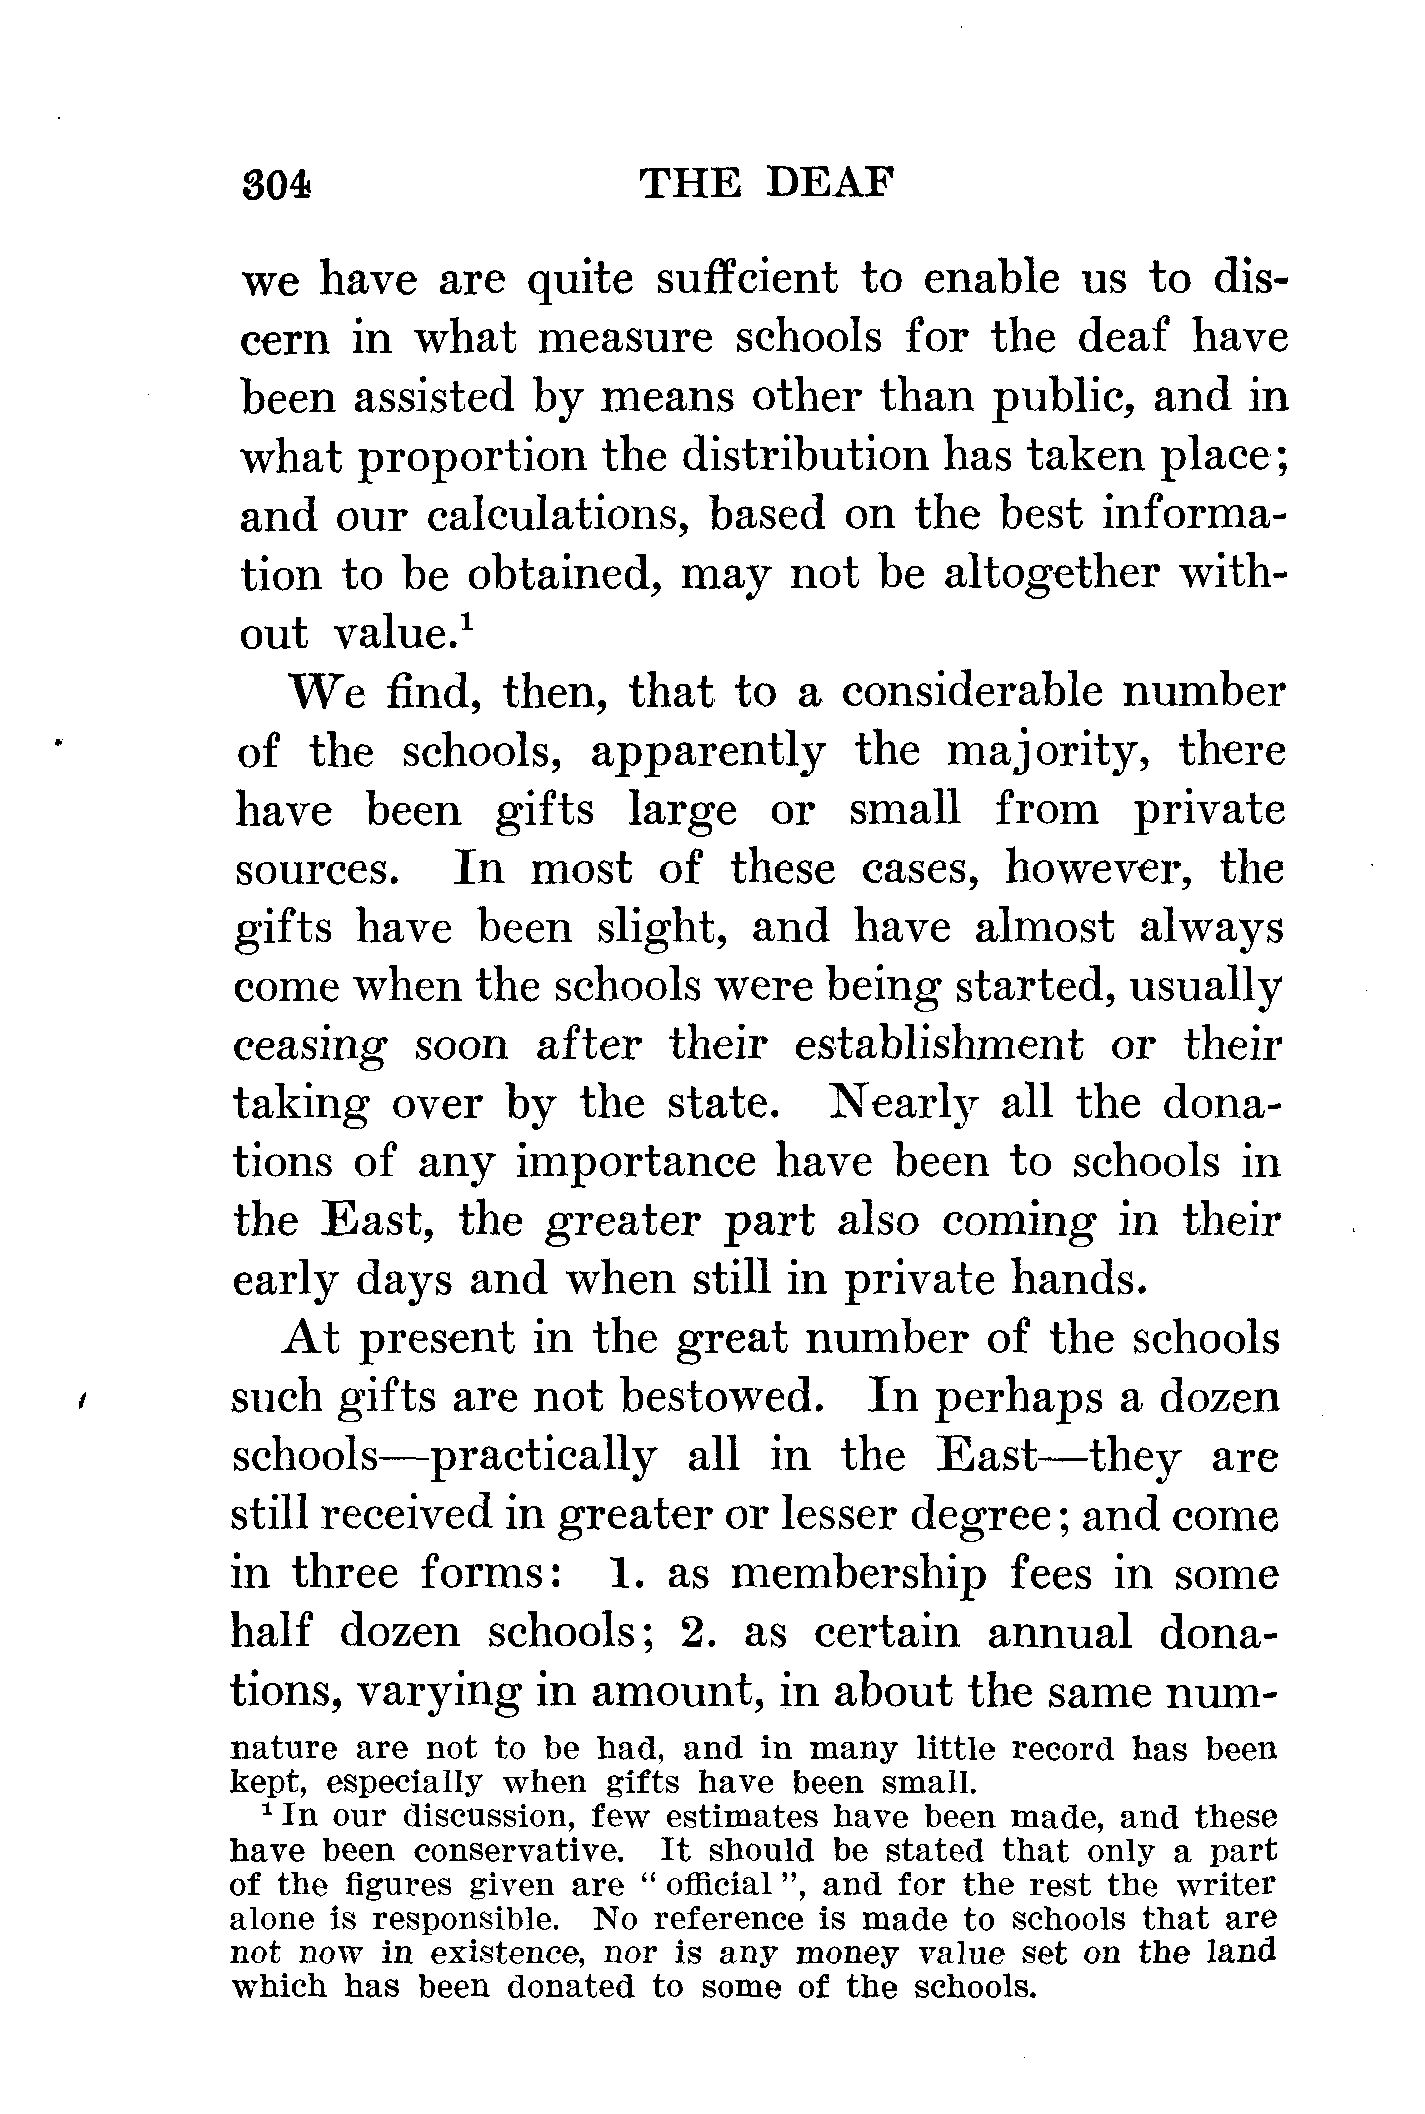 304 THE DEAF
we have are quite suffcient to enable us to dis-
cern in what measure schools for the deaf have
been assisted by means other than public, and in
what proportion the distribution has taken place;
and our calculations, based on the best informa-
tion to be obtained, may not be altogether with-
out value.¹
We find, then, that to a considerable number
of the schools, apparently the majority, there
have been gifts large or small from private
sources. In most of these cases, however, the
gifts have been slight, and have almost always
come when the schools were being started, usually
ceasing soon after their establishment or their
taking over by the state. Nearly all the dona-
tions of any importance have been to schools in
the East, the greater part also coming in their
early days and when still in private hands.
At present in the great number of the schools
such gifts are not bestowed. In perhaps a dozen
schools—practically all in the East—they are
still received in greater or lesser degree; and come
in three forms: 1. as membership fees in some
half dozen schools; 2. as certain annual dona-
tions, varying in amount, in about the same num-
nature are not to be had, and in many little record has been
kept, especially when gifts have been small.
¹ In our discussion, few estimates have been made, and these
have been conservative. It should be stated that only a part
of the figures given are " official ", and for the rest the writer
alone is responsible. No reference is made to schools that are
not now in existence, nor is any money value set on the land
which has been donated to some of the schools.